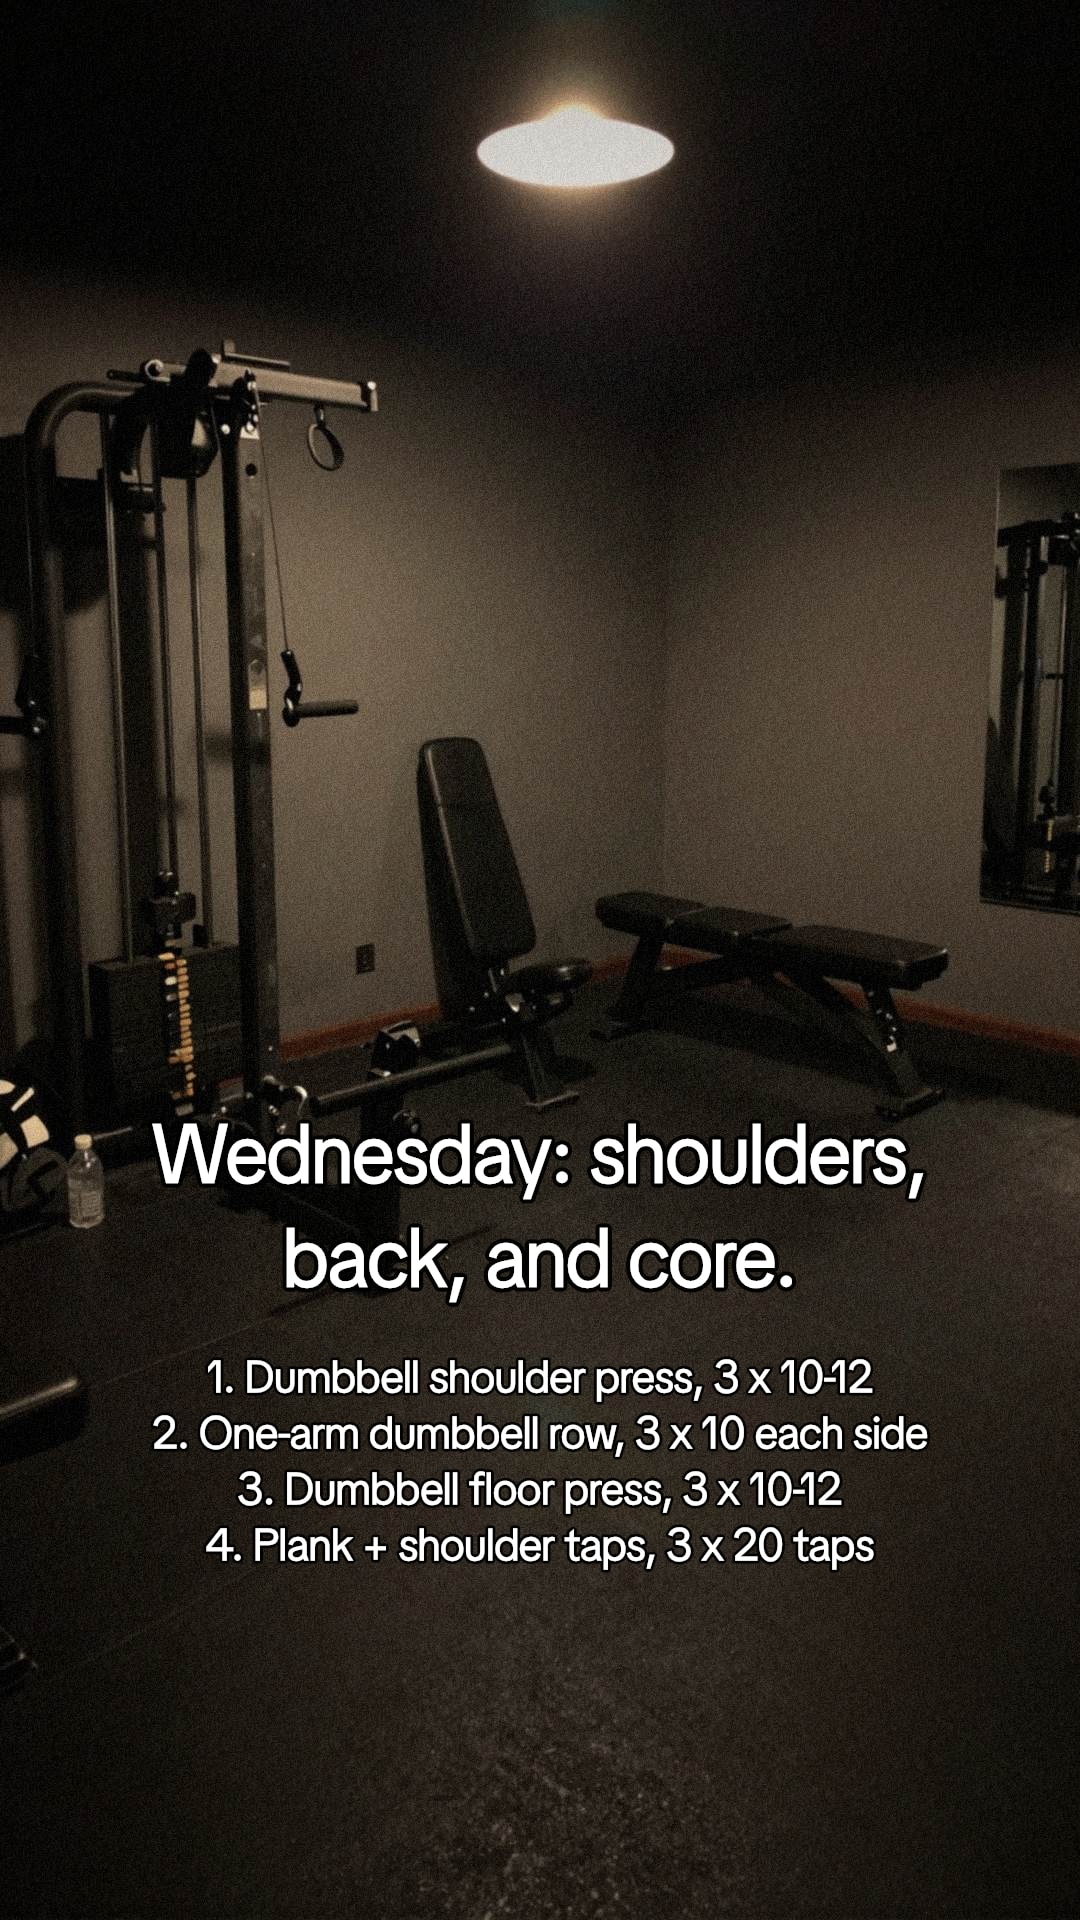 Wednesday: shoulders,
back, and core.
1. Dumbbell shoulder press, 3 x 10-12
2. One-arm dumbbell row, 3 x 10 each side
3. Dumbbell floor press, 3 x 10-12
4. Plank + shoulder taps, 3 x 20 taps